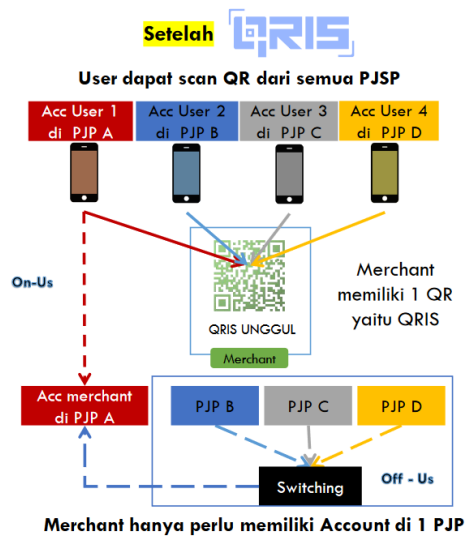 Setelah QRIS
User dapat scan QR dari semua PJSP
Acc User 1
di PJP A
Acc User 2
di PJP B
Acc User 3
di PJP C
Acc User 4
di PJP D
On-Us
QRIS UNGGUL
Merchant
Merchant
memiliki 1 QR
yaitu QRIS
Acc merchant
di PJP A
PJP B
PJP C
PJP D
Switching
Off - Us
Merchant hanya perlu memiliki Account di 1 PJP